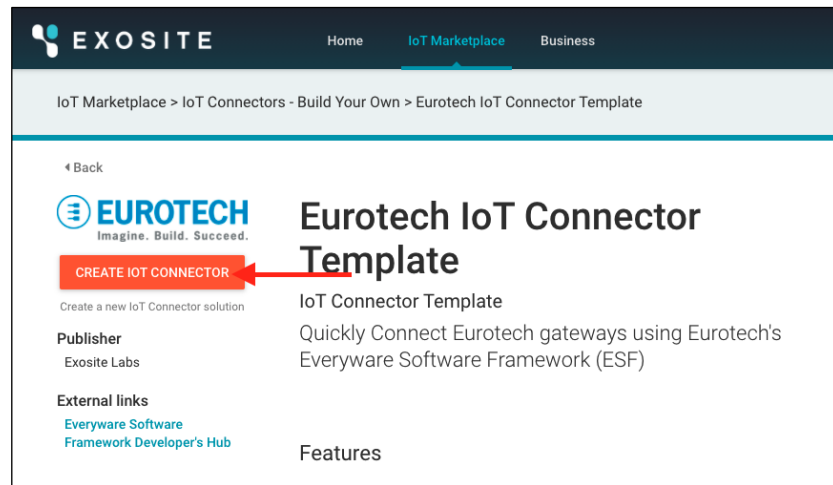 EXOSITE
Home IoT Marketplace Business
IoT Marketplace > IoT Connectors - Build Your Own > Eurotech IoT Connector Template
Back
EUROTECH
Imagine. Build. Succeed.
CREATE IOT CONNECTOR
Create a new IoT Connector solution
Publisher
Exosite Labs
External links
Everyware Software
Framework Developer's Hub
Eurotech IoT Connector
Template
IoT Connector Template
Quickly Connect Eurotech gateways using Eurotech's
Everyware Software Framework (ESF)
Features